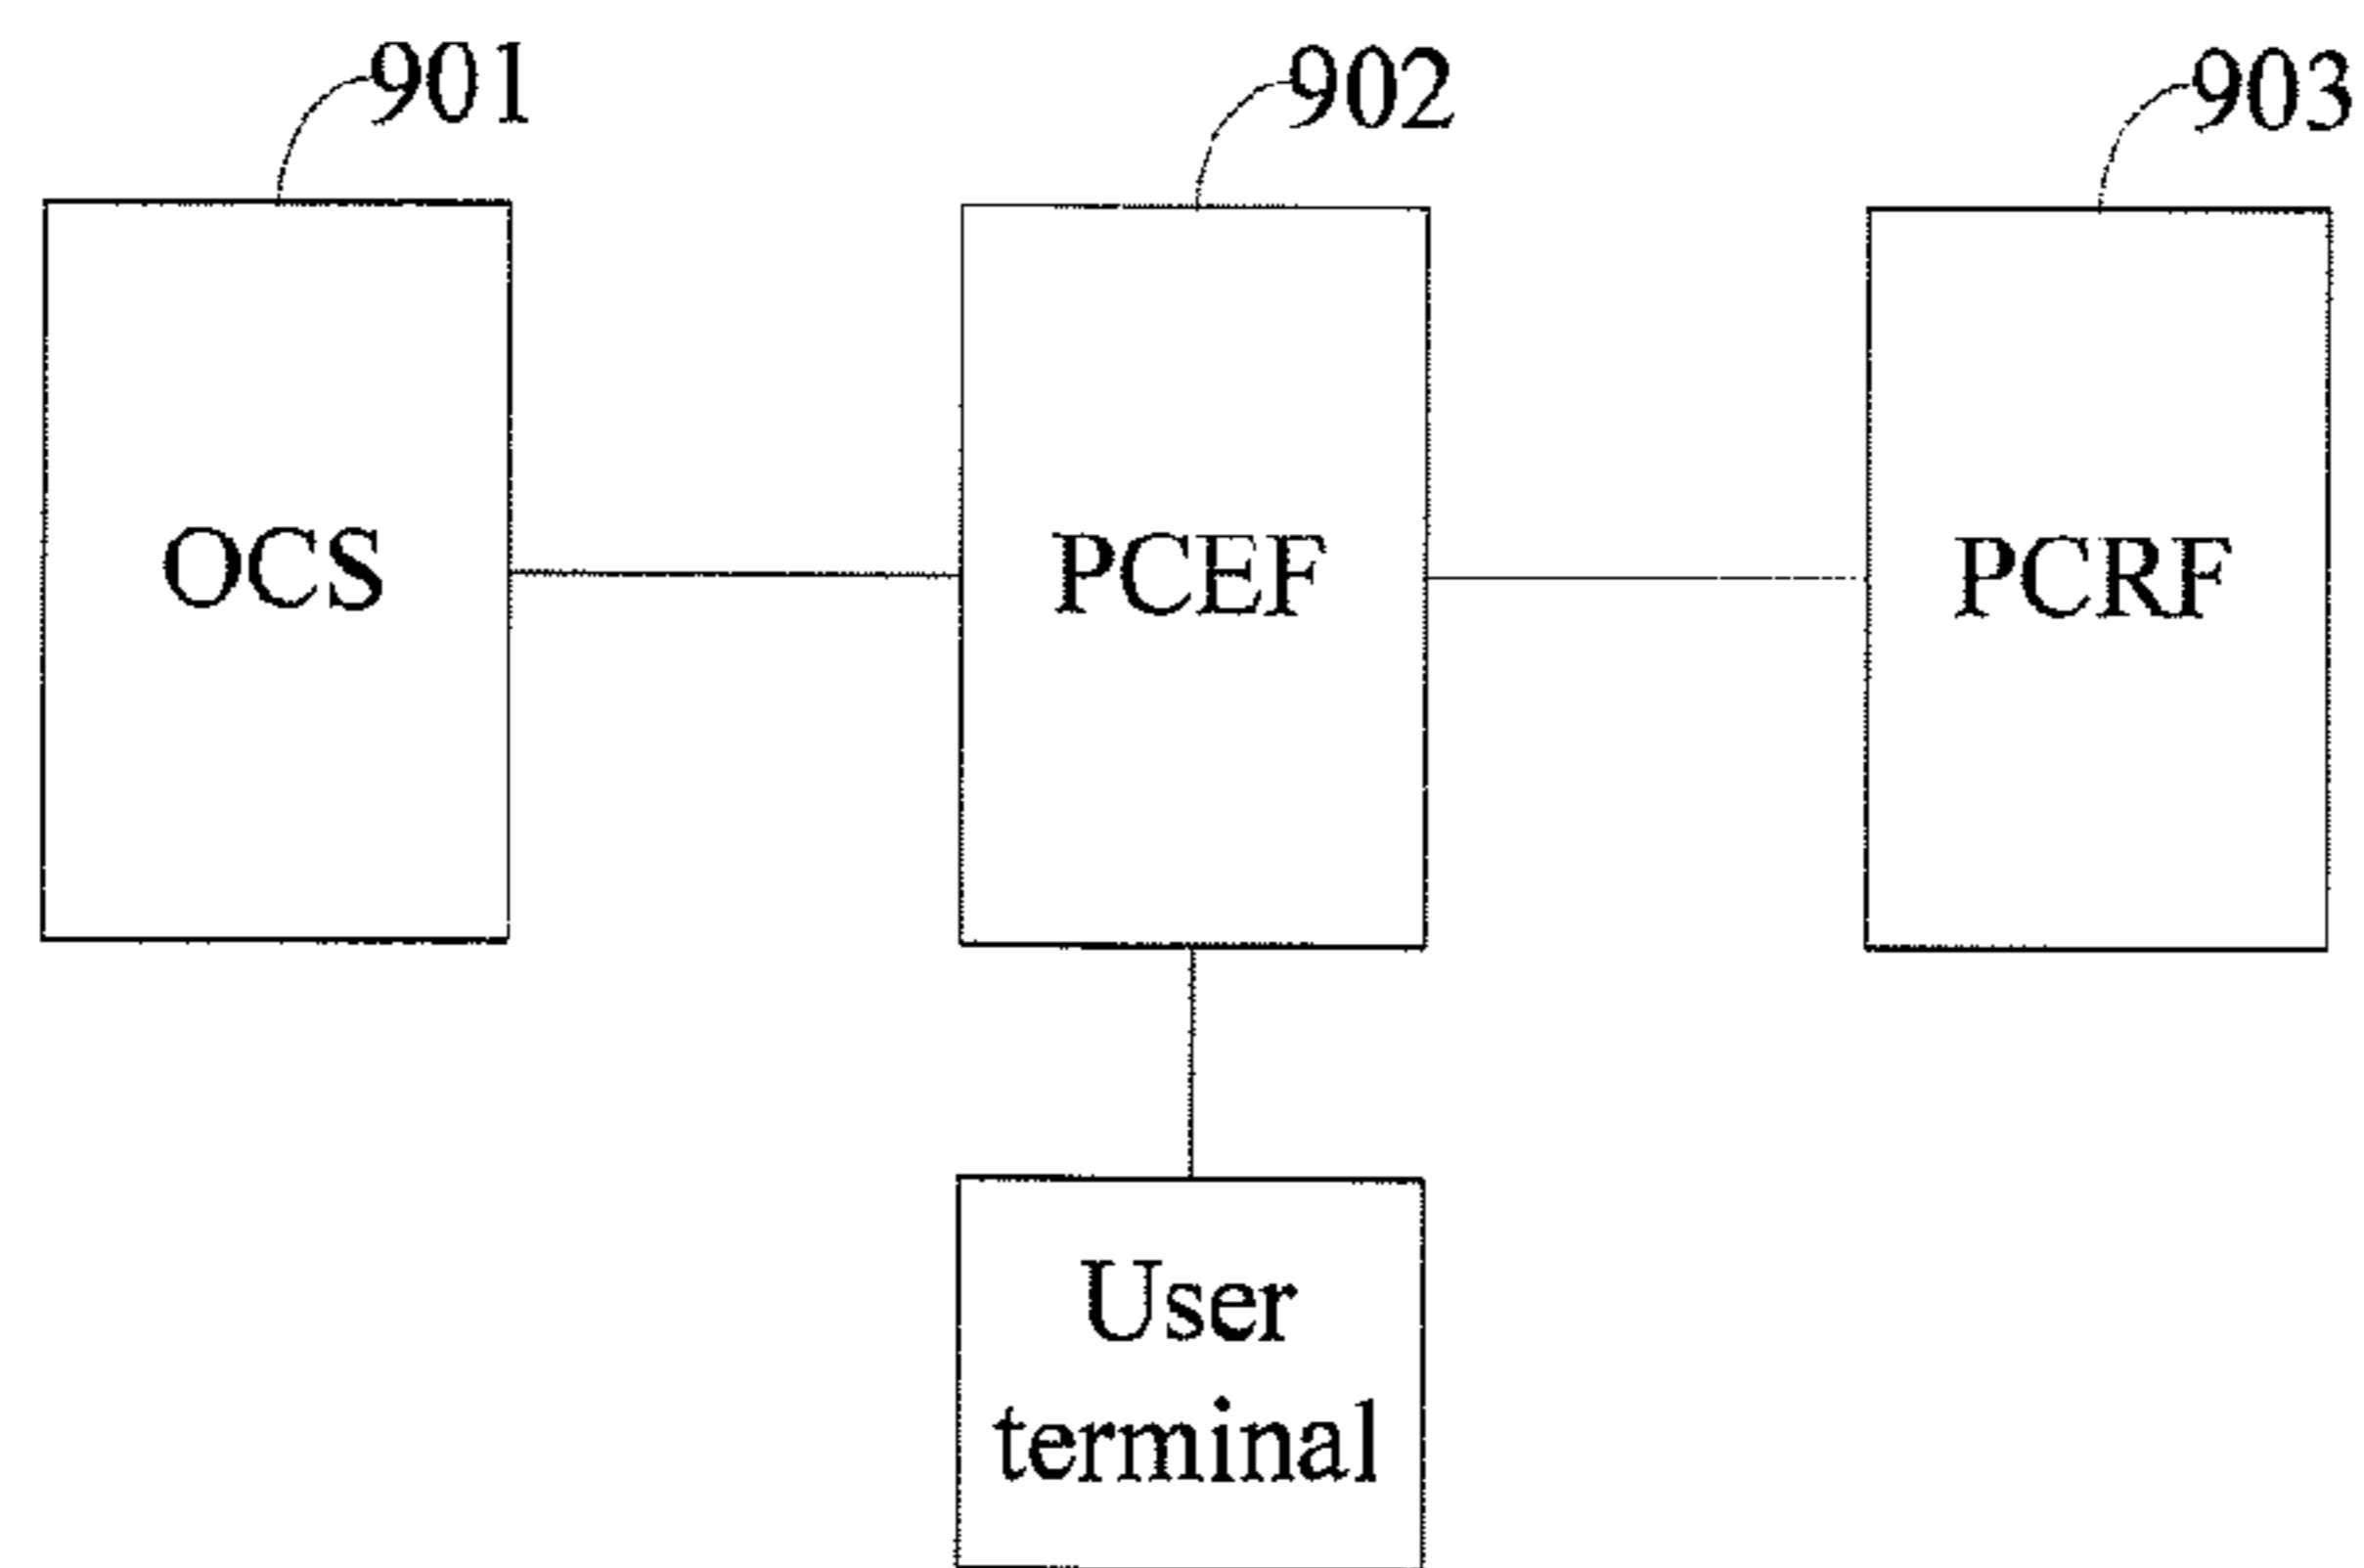 901
902
903
OCS
PCEF
PCRF
User
terminal